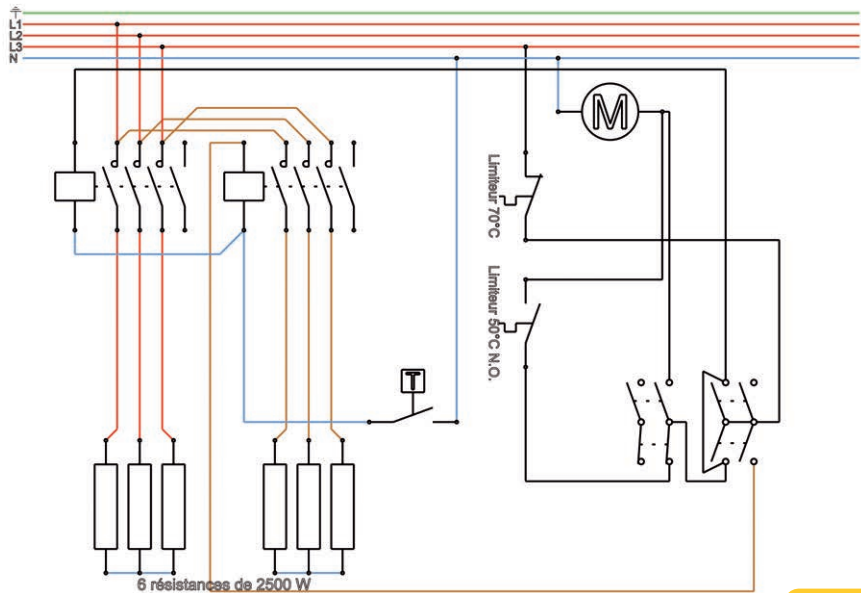 L1
L2
L3
N
M
Limiteur 70°C
Limiteur 50°C N.O.
T
6 résistances de 2500 W